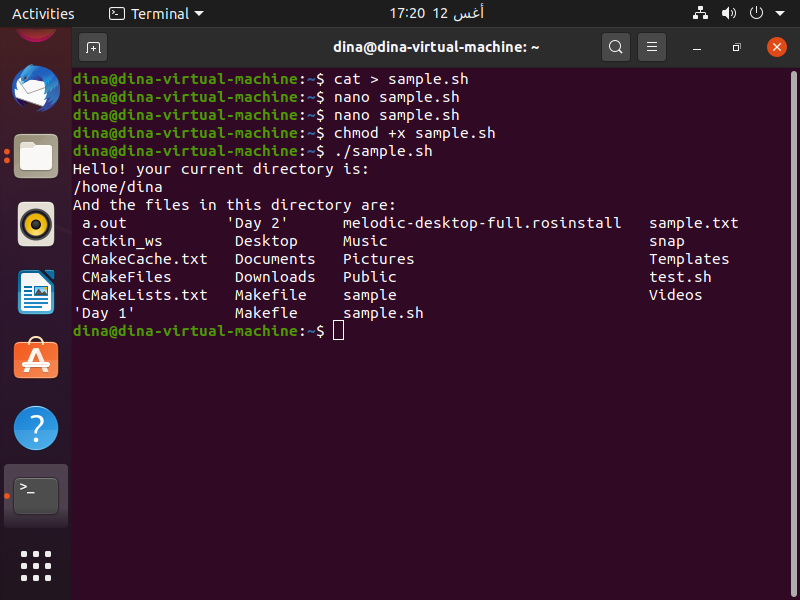 Activities Terminal 17:20 12 أغس
dina@dina-virtual-machine: ~
dina@dina-virtual-machine:~$ cat > sample.sh
dina@dina-virtual-machine:~$ nano sample.sh
dina@dina-virtual-machine:~$ nano sample.sh
dina@dina-virtual-machine:~$ chmod +x sample.sh
dina@dina-virtual-machine:~$ ./sample.sh
Hello! your current directory is:
/home/dina
And the files in this directory are:
a.out 'Day 2' melodic-desktop-full.rosinstall sample.txt
catkin_ws Desktop Music snap
CMakeCache.txt Documents Pictures Templates
CMakeFiles Downloads Public test.sh
CMakeLists.txt Makefile sample Videos
'Day 1' Makefle sample.sh
dina@dina-virtual-machine:~$